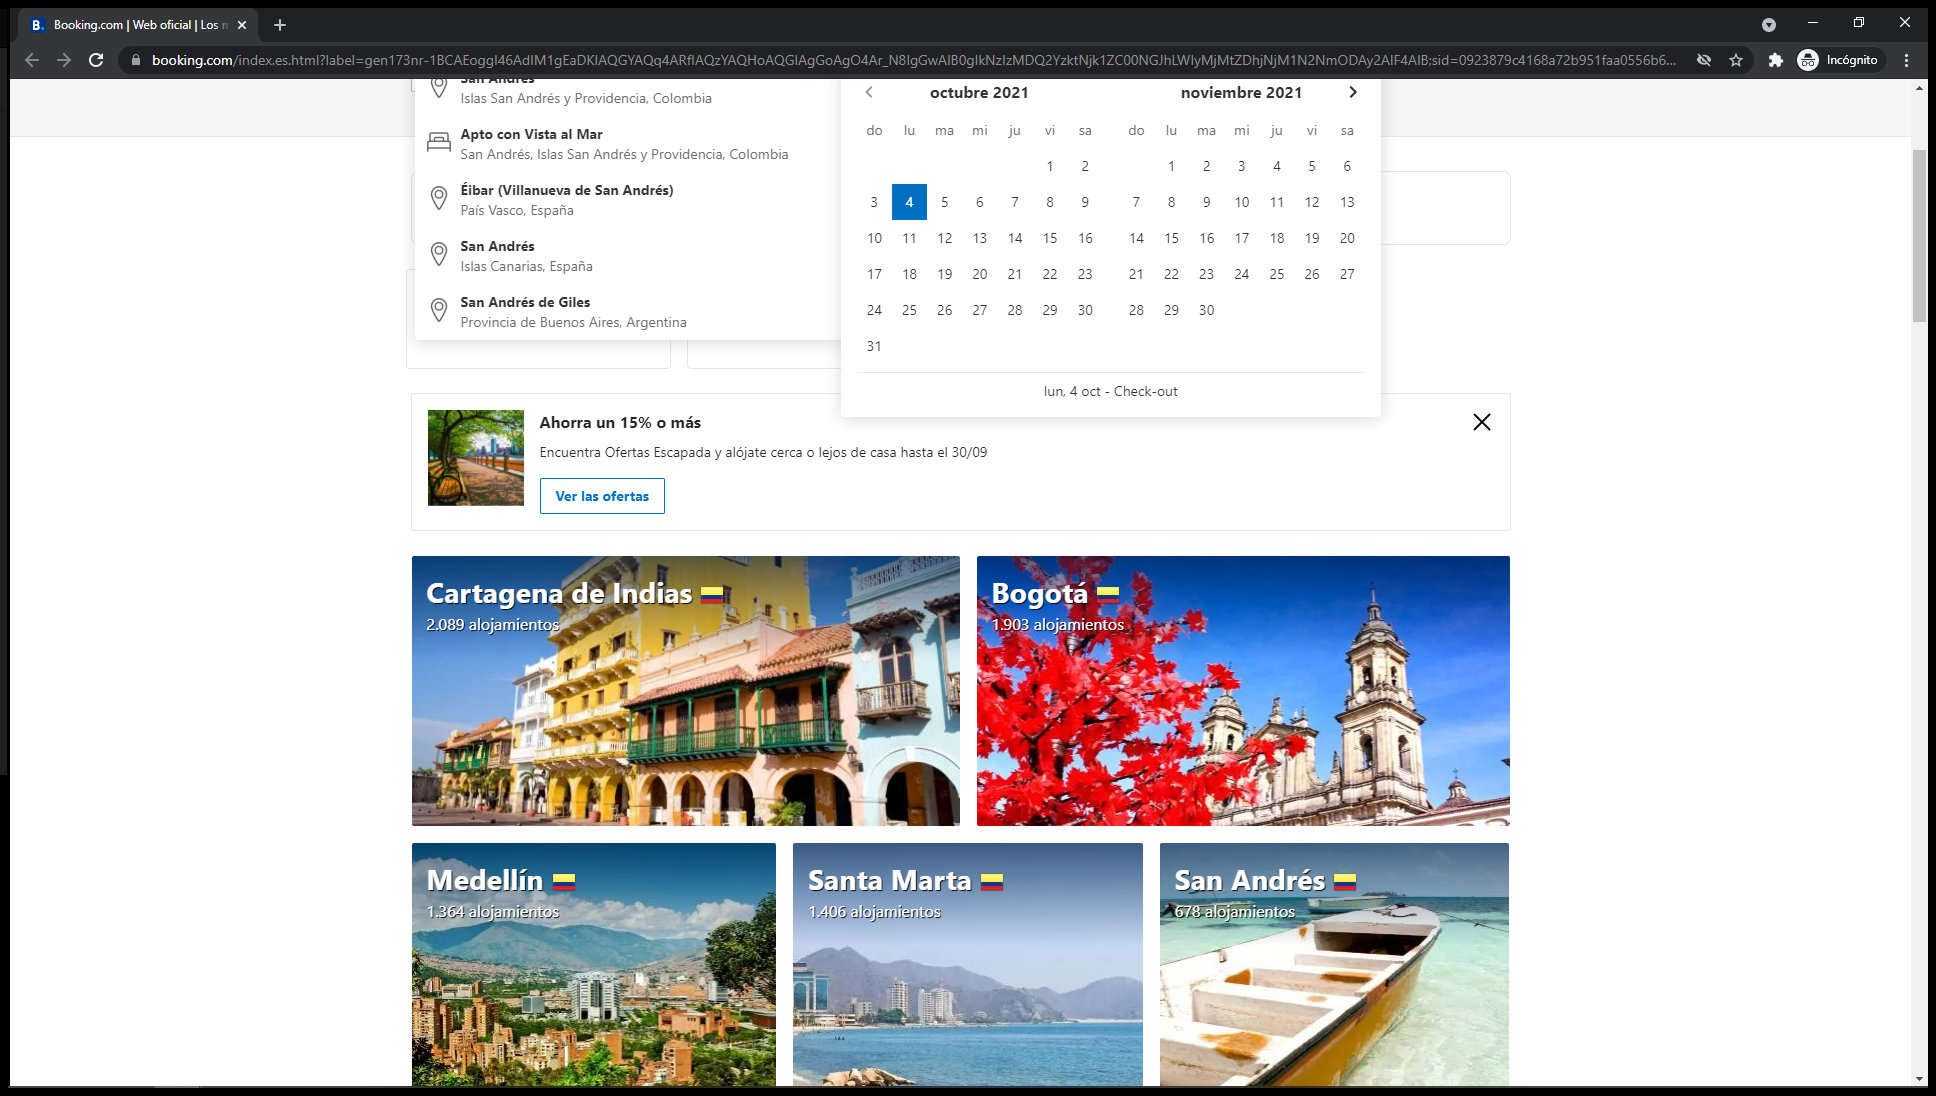 Booking.com | Web oficial | Los
booking.com/index.es.html?label=gen173nr-1BCAEoggI46AdIM1gEaDKIAQGYAQq4ARfIAQzYAQHoAQGIAgGoAgO4Ar_N8IgGwAIB0gIkNzIzMDQ2YzktNjk1ZC00NGJhLWIyMjMtZDhjNjM1N2NmODAy2AIF4AIB;sid=0923879c4168a72b951faa0556b6...
Incógnito
San Andrés
Islas San Andrés y Providencia, Colombia
Apto con Vista al Mar
San Andrés, Islas San Andrés y Providencia, Colombia
Éibar (Villanueva de San Andrés)
País Vasco, España
San Andrés
Islas Canarias, España
San Andrés de Giles
Provincia de Buenos Aires, Argentina
octubre 2021
do lu ma mi ju vi sa
1 2
3 4 5 6 7 8 9
10 11 12 13 14 15 16
17 18 19 20 21 22 23
24 25 26 27 28 29 30
31
noviembre 2021
do lu ma mi ju vi sa
1 2 3 4 5 6
7 8 9 10 11 12 13
14 15 16 17 18 19 20
21 22 23 24 25 26 27
28 29 30
lun, 4 oct - Check-out
Ahorra un 15% o más
Encuentra Ofertas Escapada y alójate cerca o lejos de casa hasta el 30/09
Ver las ofertas
Cartagena de Indias
2.089 alojamientos
Bogotá
1.903 alojamientos
Medellín
1.364 alojamientos
Santa Marta
1.406 alojamientos
San Andrés
678 alojamientos